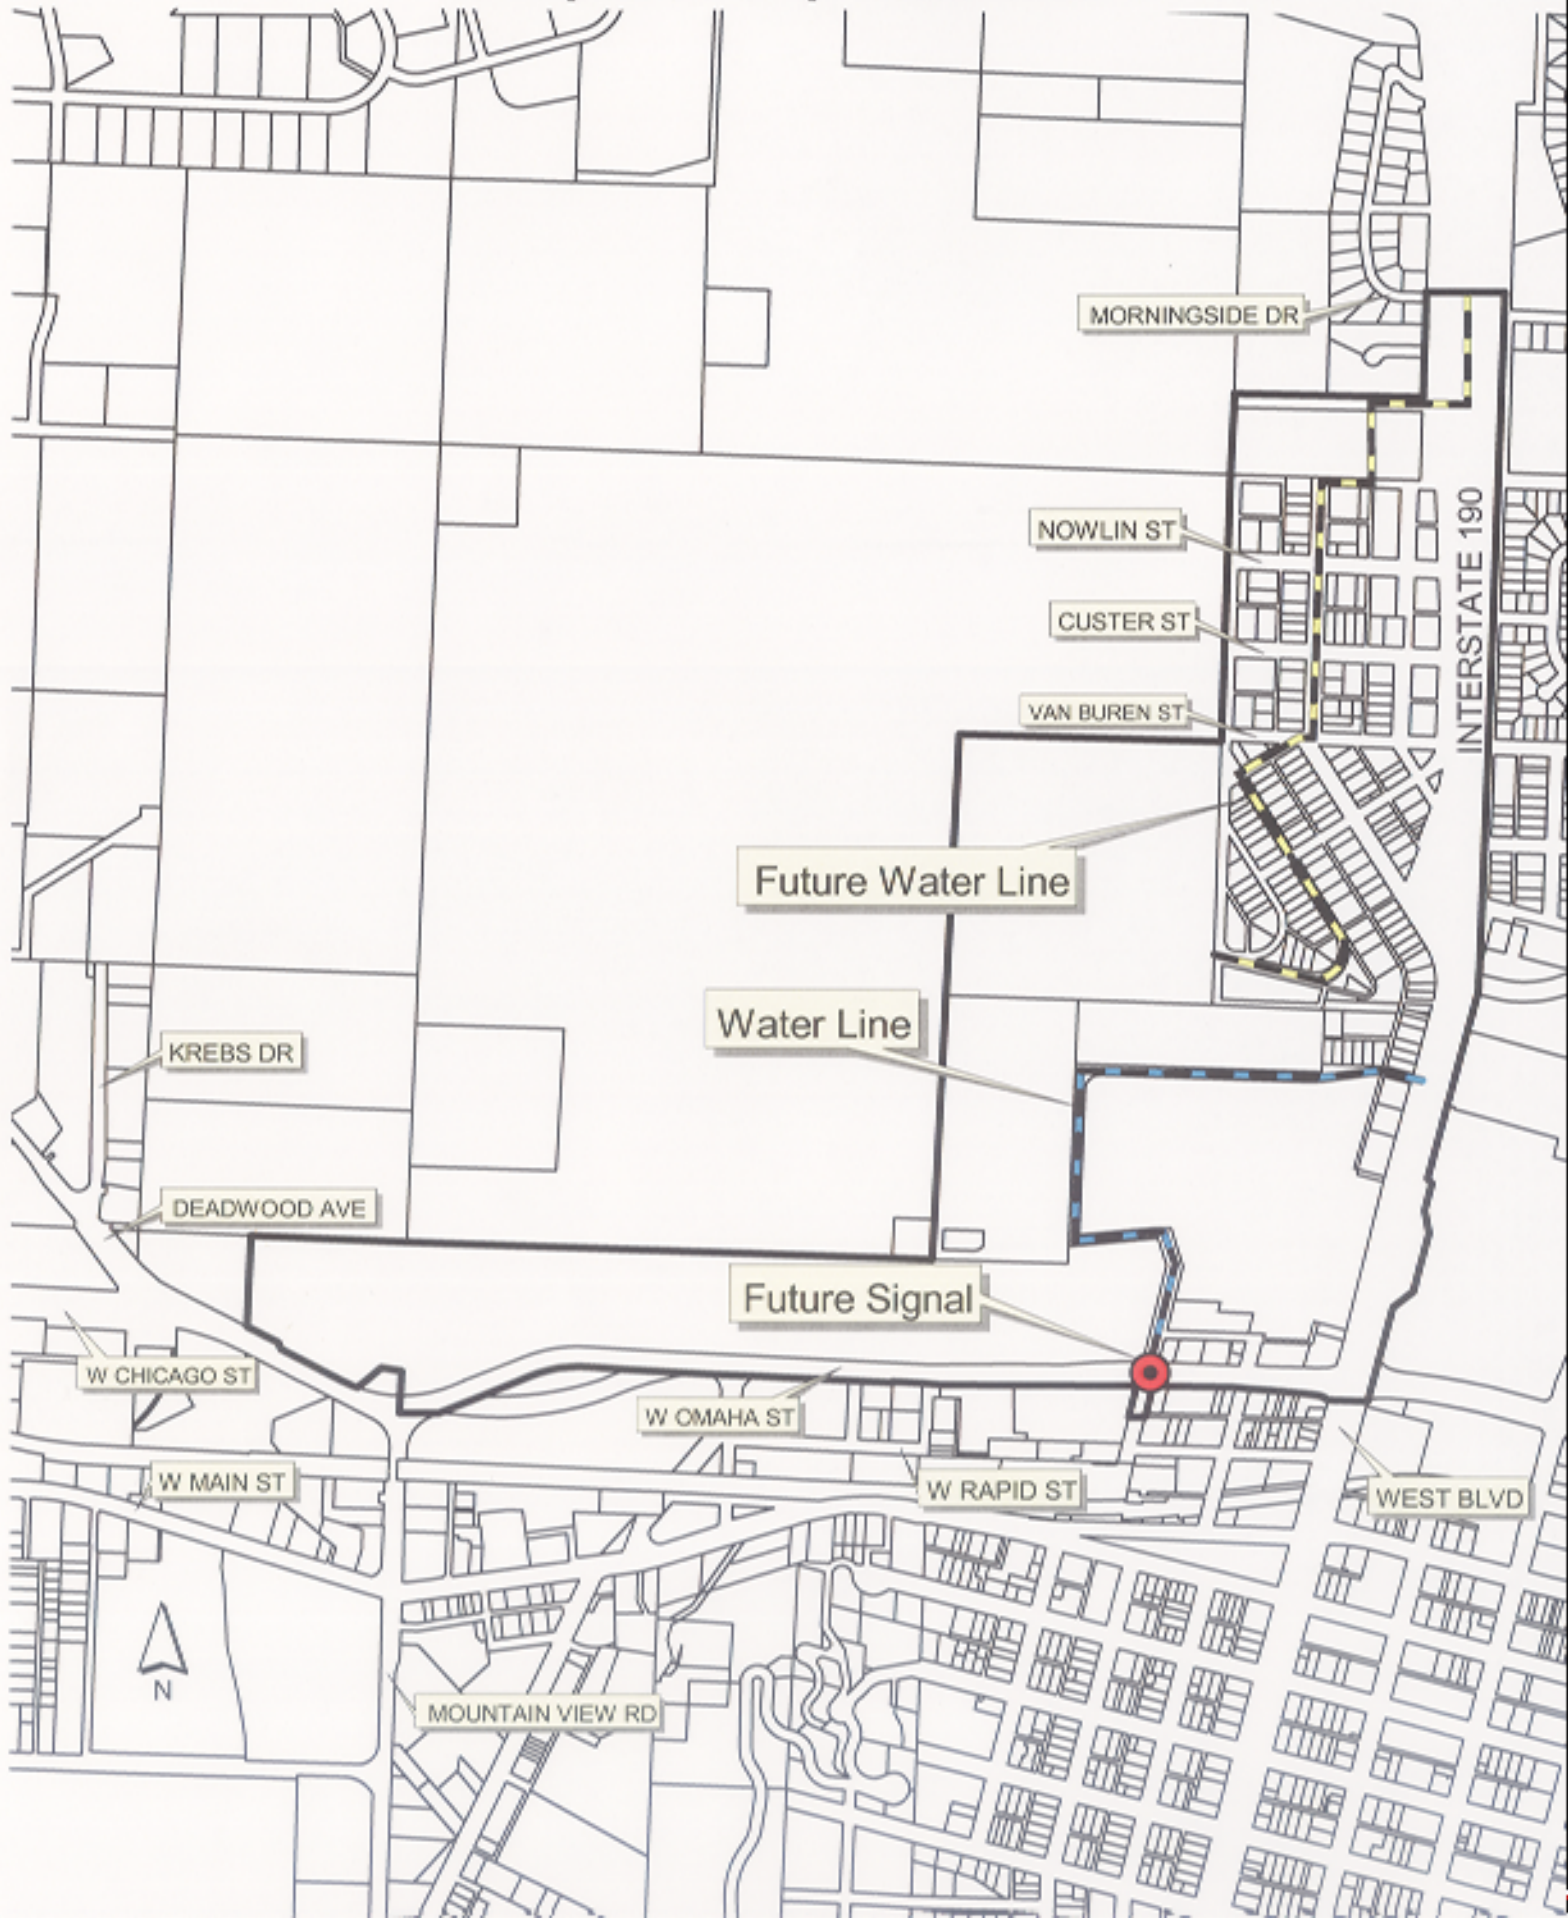 MORNINGSIDE DR
NOWLIN ST
INTERSTATE 190
CUSTER ST
VAN BUREN ST
Future Water Line
Water Line
KREBS DR
DEADWOOD AVE
Future Signal
W CHICAGO ST
W OMAHA ST
W MAIN ST
W RAPID ST
WEST BLVD
N
MOUNTAIN VIEW RD